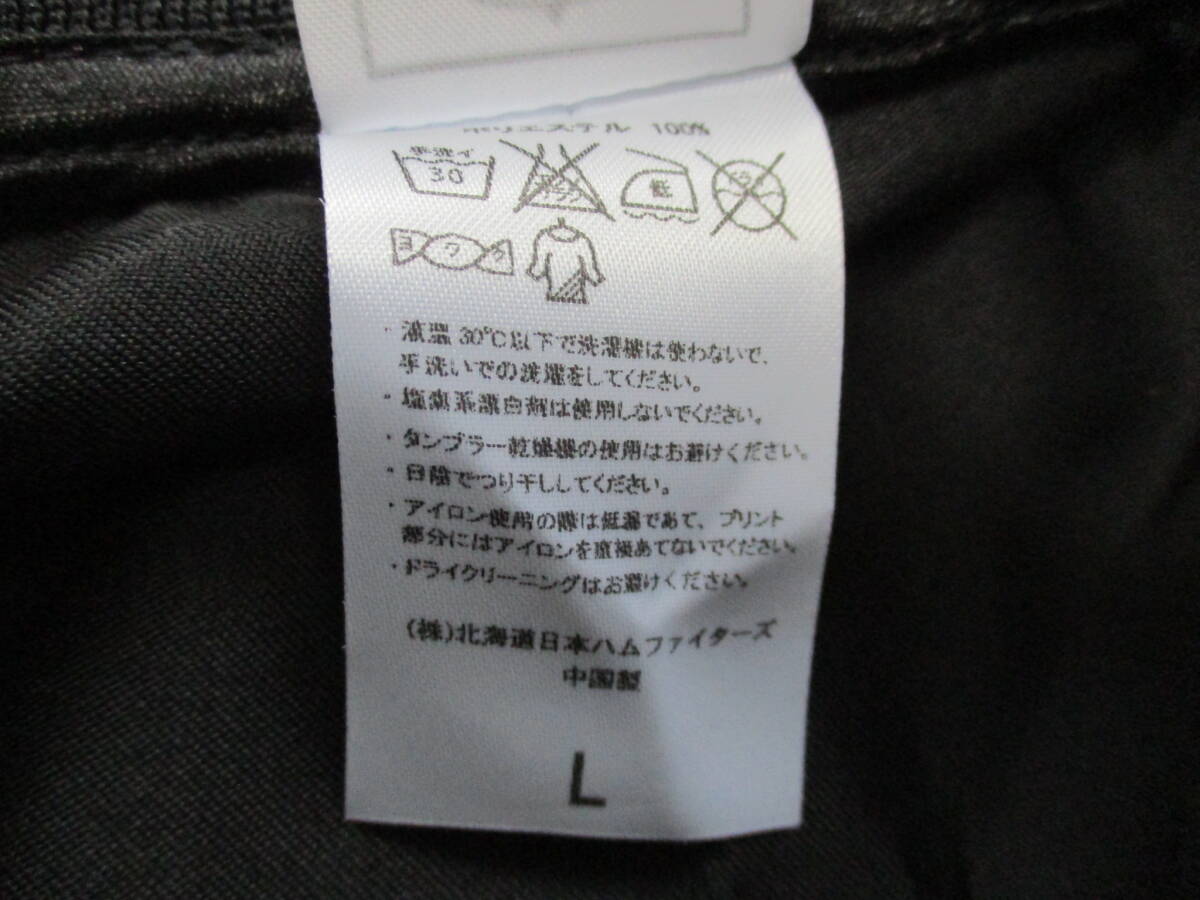 ポリエステル 100%
手洗イ
30
低
ドライ
ヨワク
・液温30℃以下で洗濯機は使わないで、
手洗いでの洗濯をしてください。
・塩素系漂白剤は使用しないでください。
・タンブラー乾燥機の使用はお避けください。
・日陰でつり干ししてください。
・アイロン使用の際は低温であて、プリント
部分にはアイロンを直接あてないでください。
・ドライクリーニングはお避けください。
(株)北海道日本ハムファイターズ
中国製
L